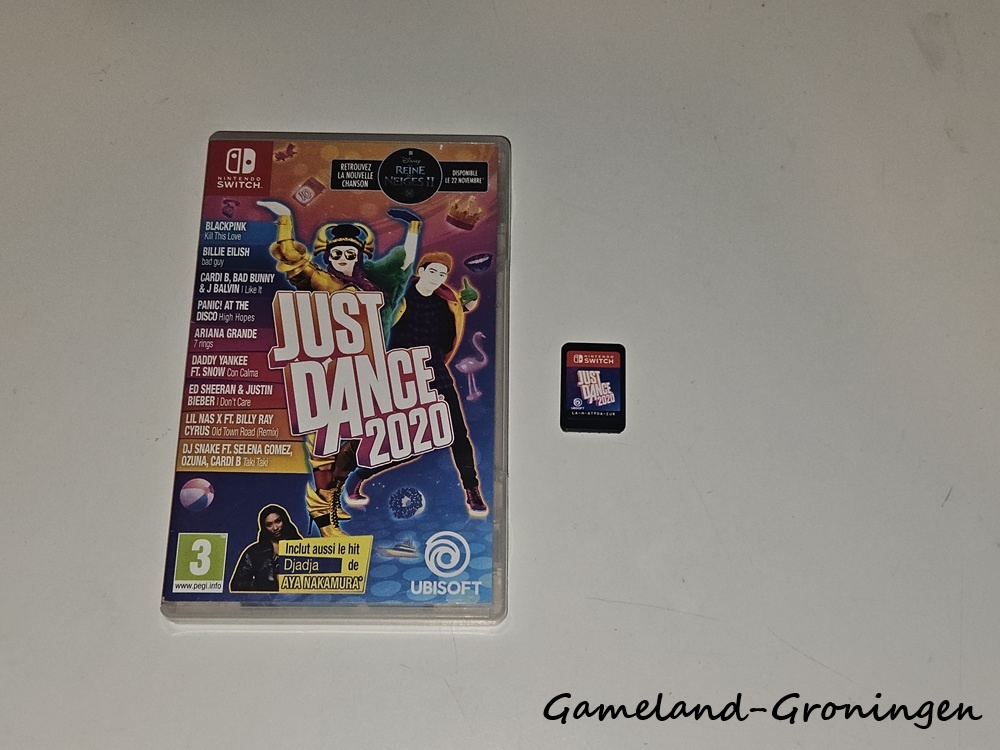 NINTENDO
SWITCH
RETROUVEZ
LA NOUVELLE
CHANSON
Disney
REINE
NEIGES II
DISPONIBLE
LE 22 NOVEMBRE
BLACKPINK
Kill This Love
BILLIE EILISH
bad guy
CARDI B, BAD BUNNY
& J BALVIN I Like It
PANIC! AT THE
DISCO High Hopes
ARIANA GRANDE
7 rings
DADDY YANKEE
FT. SNOW Con Calma
ED SHEERAN & JUSTIN
BIEBER I Don't Care
LIL NAS X FT. BILLY RAY
CYRUS Old Town Road (Remix)
DJ SNAKE FT. SELENA GOMEZ,
OZUNA, CARDI B Taki Taki
JUST
DANCE
2020
3
www.pegi.info
Inclut aussi le hit
Djadja de
AYA NAKAMURA*
UBISOFT
NINTENDO
SWITCH
JUST
DANCE
2020
UBISOFT
LA-H-ATPDA-EUR
Gameland-Groningen